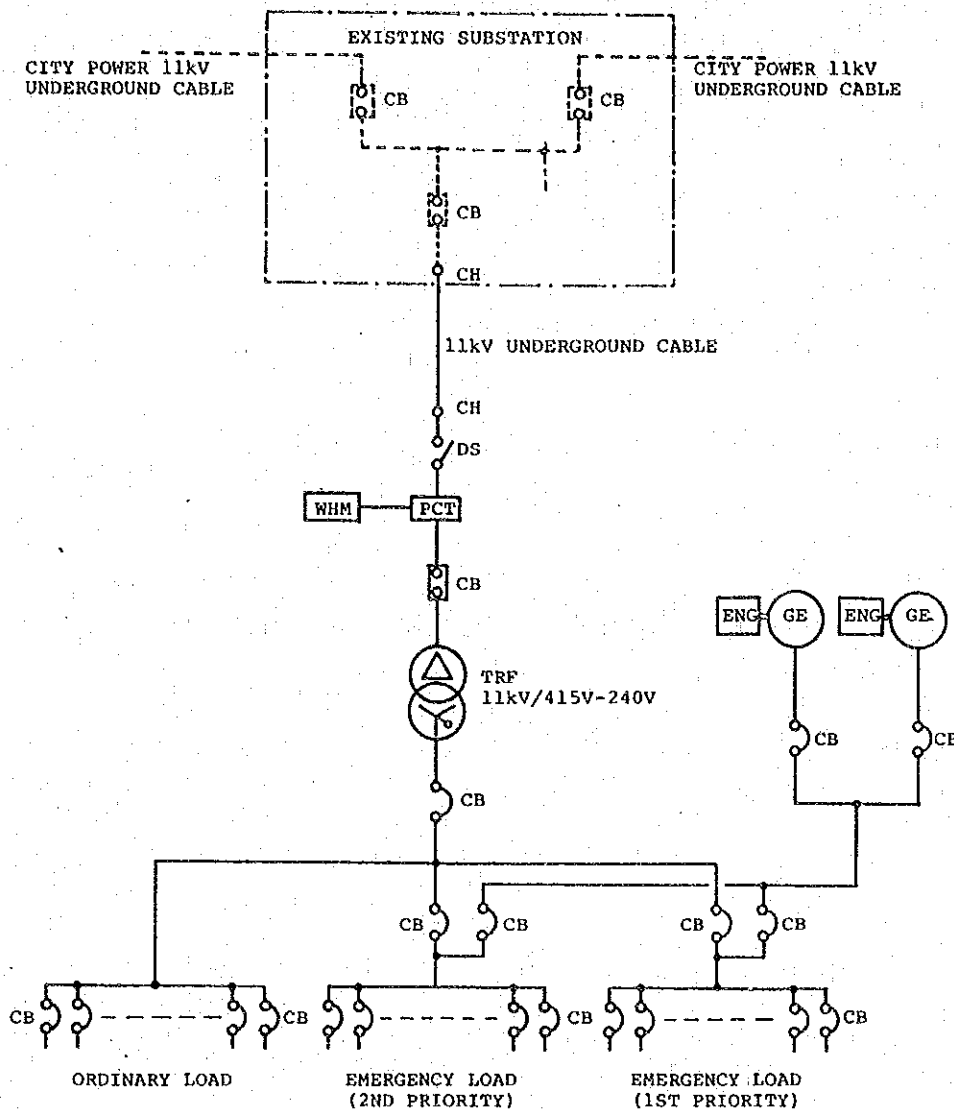 EXISTING SUBSTATION
CITY POWER 11kV
UNDERGROUND CABLE
CITY POWER 11kV
UNDERGROUND CABLE
CB
CB
CB
CH
11kV UNDERGROUND CABLE
CH
DS
WHM
PCT
CB
ENG
GE
ENG
GE
TRF
11kV/415V-240V
CB
CB
CB
CB
CB
CB
CB
CB
CB
CB
CB
CB
CB
ORDINARY LOAD
EMERGENCY LOAD
(2ND PRIORITY)
EMERGENCY LOAD
(1ST PRIORITY)